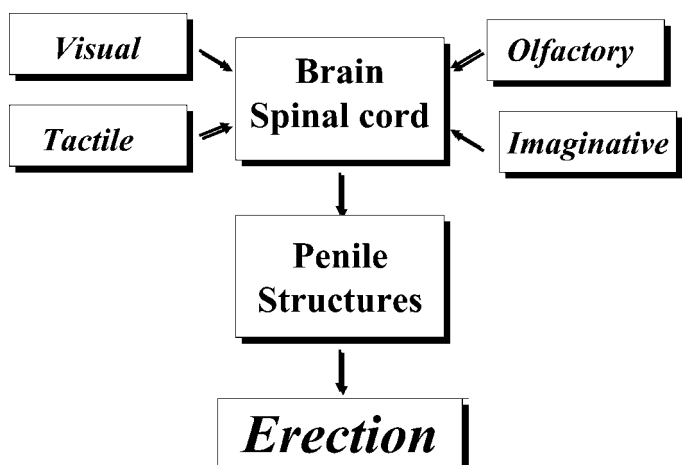 Visual
Olfactory
Brain
Spinal cord
Tactile
Imaginative
Penile
Structures
Erection